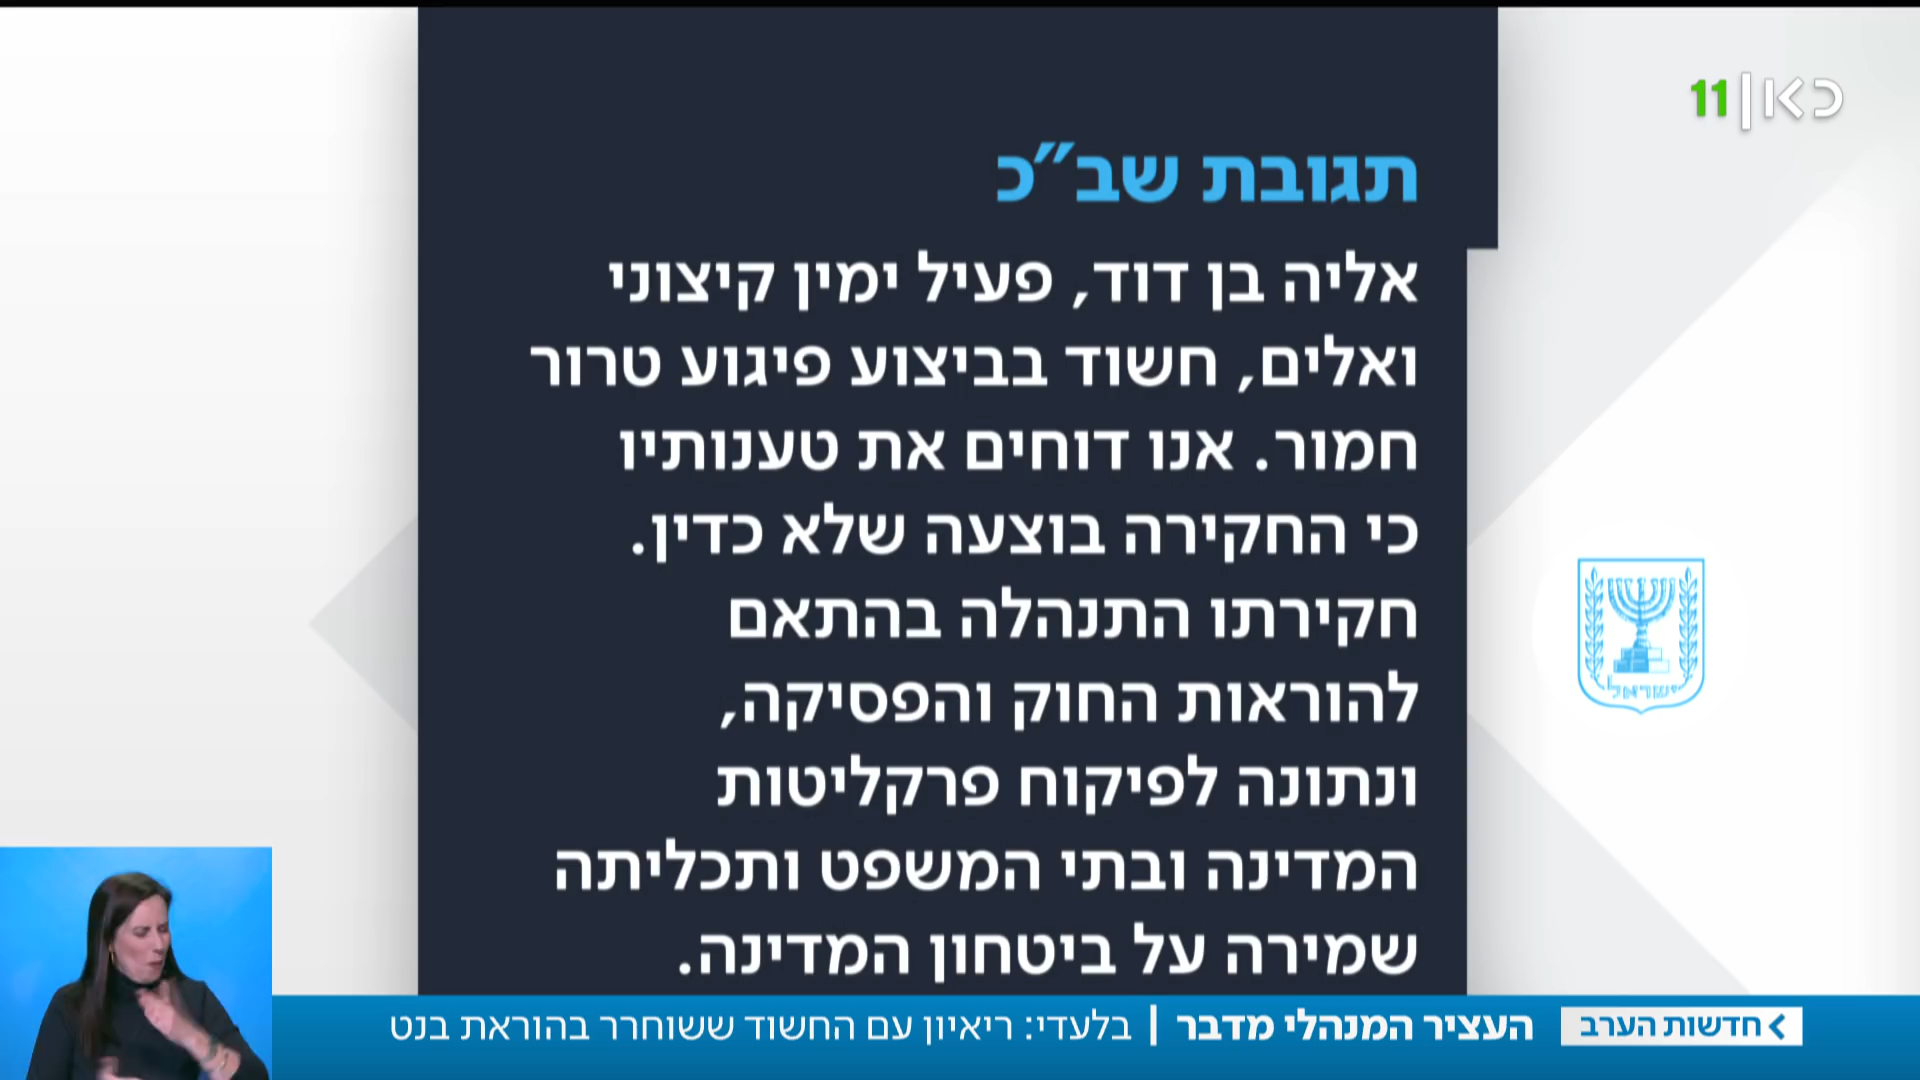 כאן|11
תגובת שב"כ
אליה בן דוד, פעיל ימין קיצוני
ואלים, חשוד בביצוע פיגוע טרור
חמור. אנו דוחים את טענותיו
כי החקירה בוצעה שלא כדין.
חקירתו התנהלה בהתאם
להוראות החוק והפסיקה,
ונתונה לפיקוח פרקליטות
המדינה ובתי המשפט ותכליתה
שמירה על ביטחון המדינה.
ישראל
חדשות הערב
העציר המנהלי מדבר | בלעדי: ריאיון עם החשוד ששוחרר בהוראת בנט